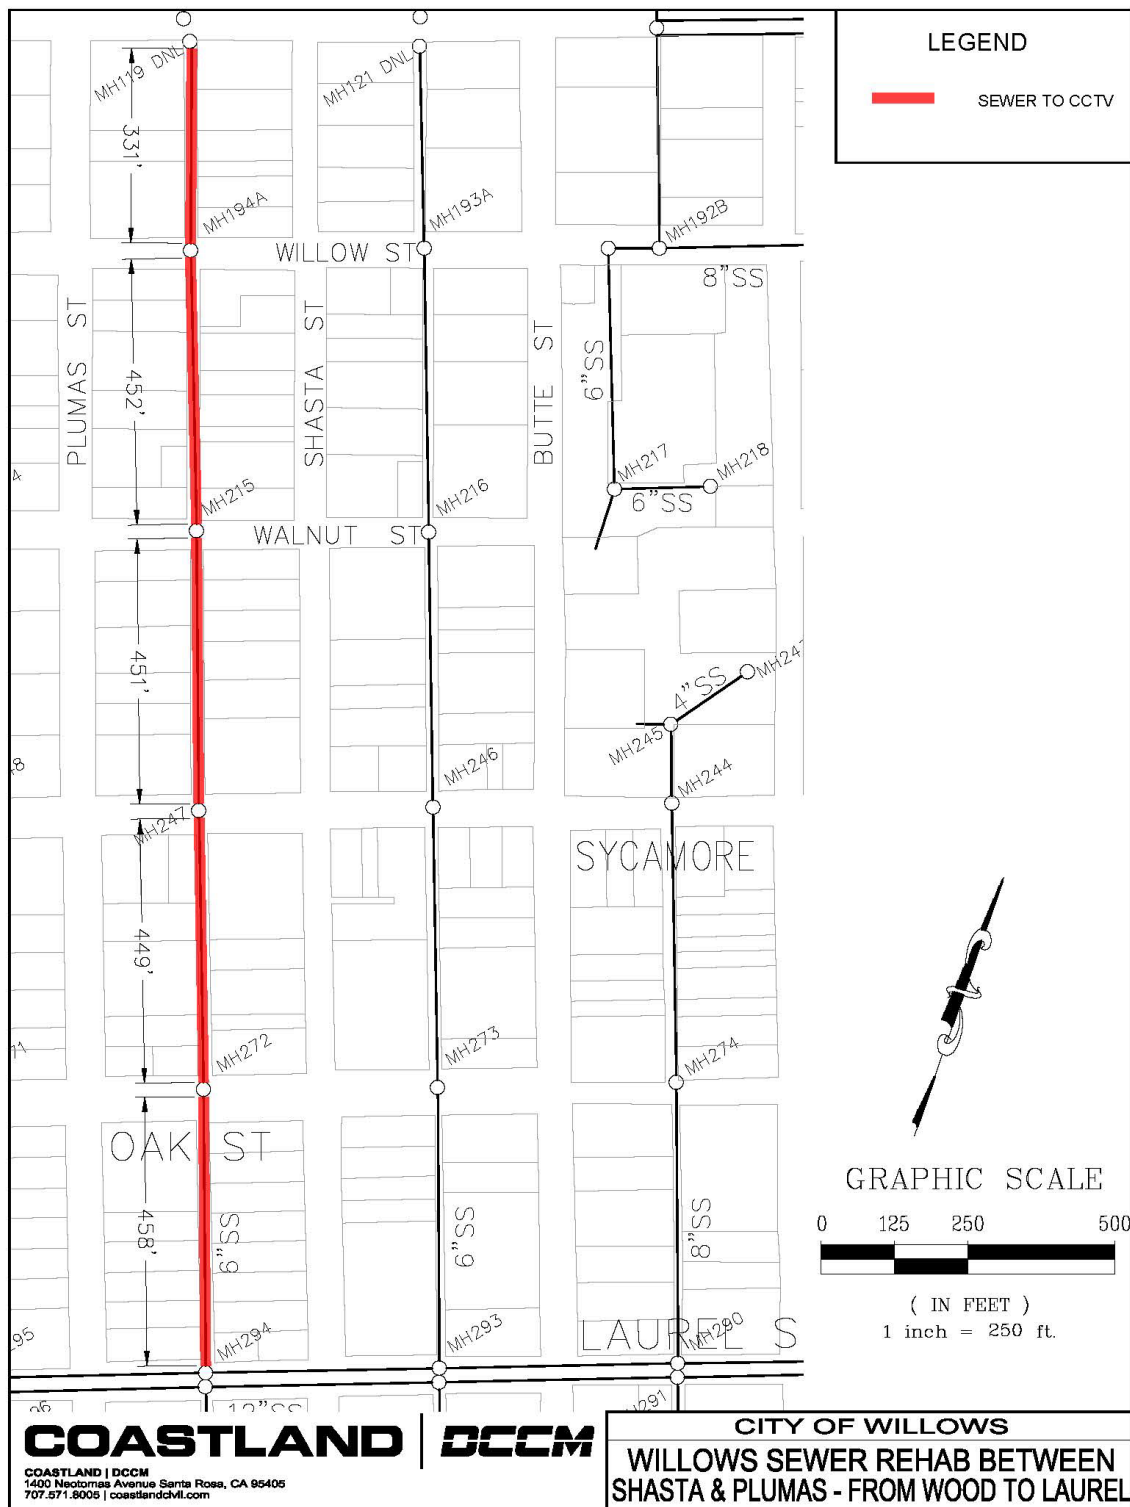 LEGEND
SEWER TO CCTV
MH119 DNL
MH121 DNL
331'
MH194A
MH193A
MH192B
WILLOW ST
8"SS
PLUMAS ST
SHASTA ST
BUTTE ST
6"SS
452'
MH215
MH216
MH217
MH218
6"SS
WALNUT ST
451'
4"SS
MH247
MH245
MH246
MH244
MH247
SYCAMORE
449'
MH272
MH273
MH274
OAK ST
458'
6"SS
6"SS
8"SS
MH294
MH293
MH290
LAUREL S
12"SS
GRAPHIC SCALE
0 125 250 500
( IN FEET )
1 inch = 250 ft.
COASTLAND | DCCM
COASTLAND | DCCM
1400 Neotomas Avenue Santa Rosa, CA 95405
707.571.8005 | coastlandcivil.com
CITY OF WILLOWS
WILLOWS SEWER REHAB BETWEEN
SHASTA & PLUMAS - FROM WOOD TO LAUREL